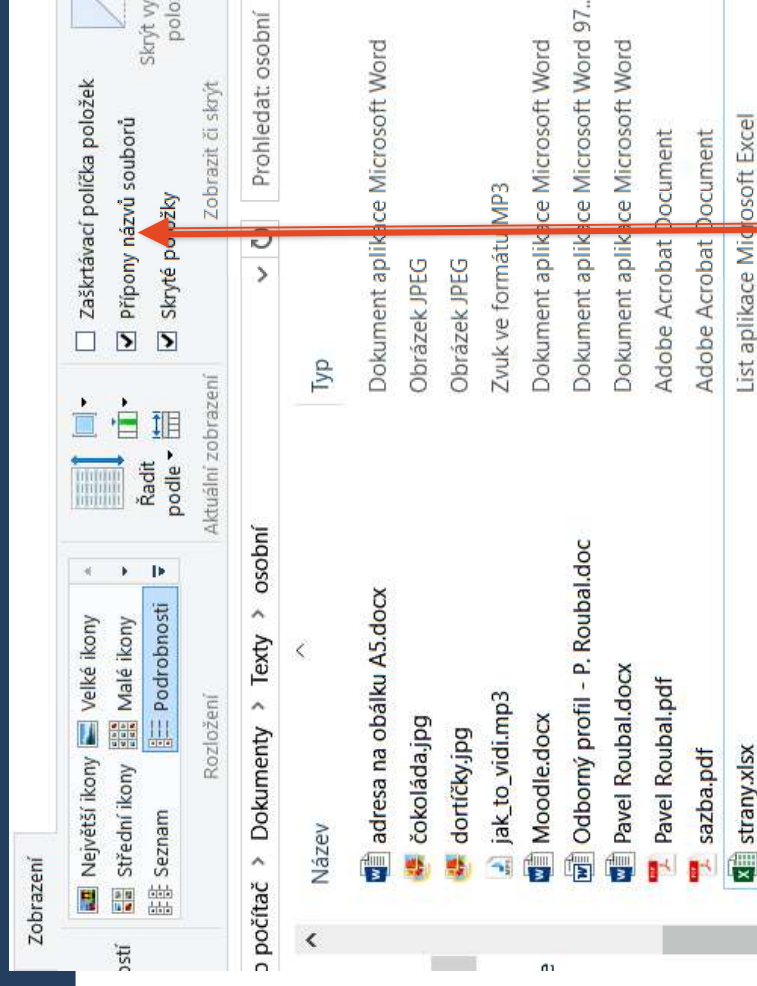 Zobrazení
Největší ikony
Velké ikony
Střední ikony
Malé ikony
Seznam
Podrobnosti
Rozložení
Řadit
podle
Aktuální zobrazení
Zaškrtávací políčka položek
Přípony názvů souborů
Skryté položky
Zobrazit či skrýt
Skrýt
počítač > Dokumenty > Texty > osobní
Prohledat: osobní
Název Typ
adresa na obálku A5.docx Dokument aplikace Microsoft Word
čokoláda.jpg Obrázek JPEG
dortíčky.jpg Obrázek JPEG
jak_to_vidi.mp3 Zvuk ve formátu MP3
Moodle.docx Dokument aplikace Microsoft Word
Odborný profil - P. Roubal.doc Dokument aplikace Microsoft Word 97...
Pavel Roubal.docx Dokument aplikace Microsoft Word
Pavel Roubal.pdf Adobe Acrobat Document
sazba.pdf Adobe Acrobat Document
strany.xlsx List aplikace Microsoft Excel